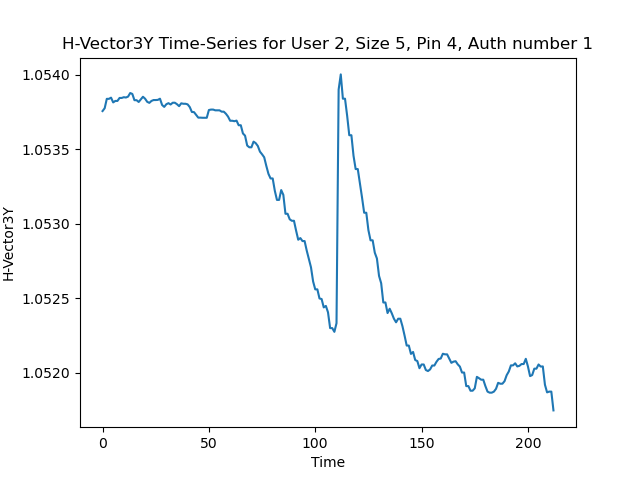 H-Vector3Y Time-Series for User 2, Size 5, Pin 4, Auth number 1
H-Vector3Y
1.0540
1.0535
1.0530
1.0525
1.0520
0 50 100 150 200
Time